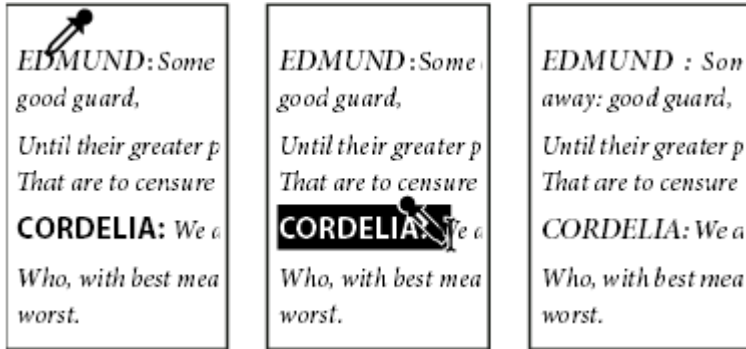 EDMUND: Some
good guard,
Until their greater p
That are to censure
CORDELIA: We a
Who, with best mea
worst.
EDMUND: Some
good guard,
Until their greater p
That are to censure
CORDELIA: We a
Who, with best mea
worst.
EDMUND : Som
away: good guard,
Until their greater p
That are to censure
CORDELIA: We a
Who, with best mea
worst.